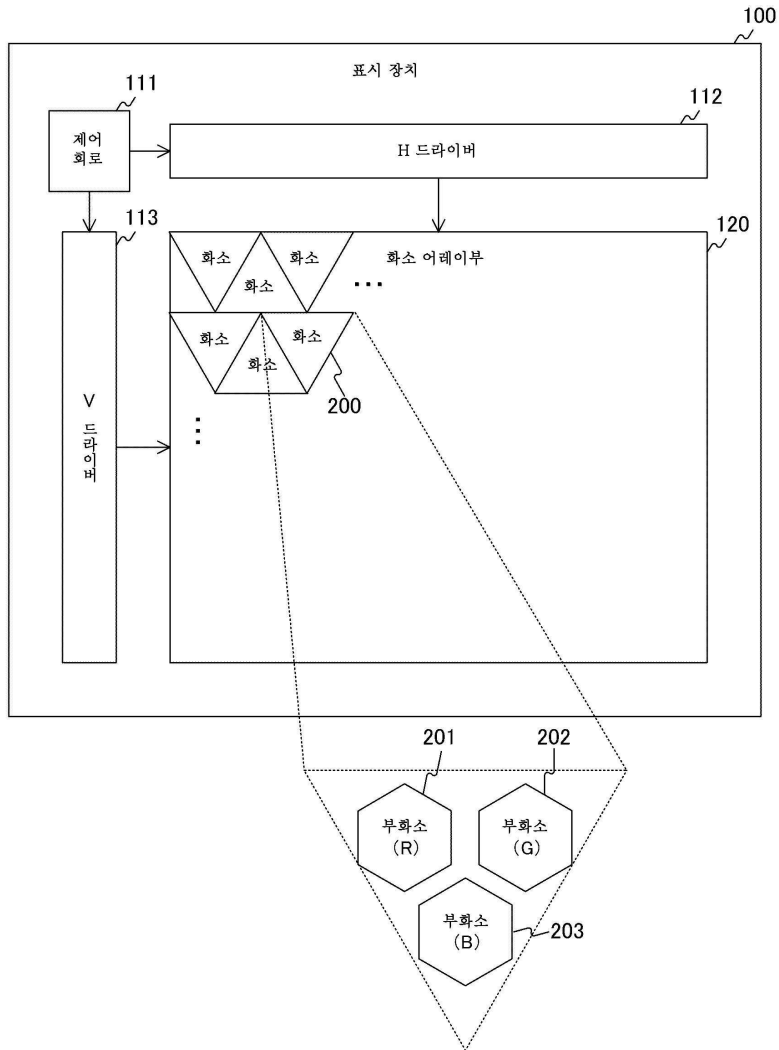 100
표시 장치
111
112
제어
회로
H 드라이버
113
120
화소
화소
화소 어레이부
화소
...
화소
화소
화소
200
V
드
라
이
버
...
201
202
부화소
(R)
부화소
(G)
부화소
(B)
203